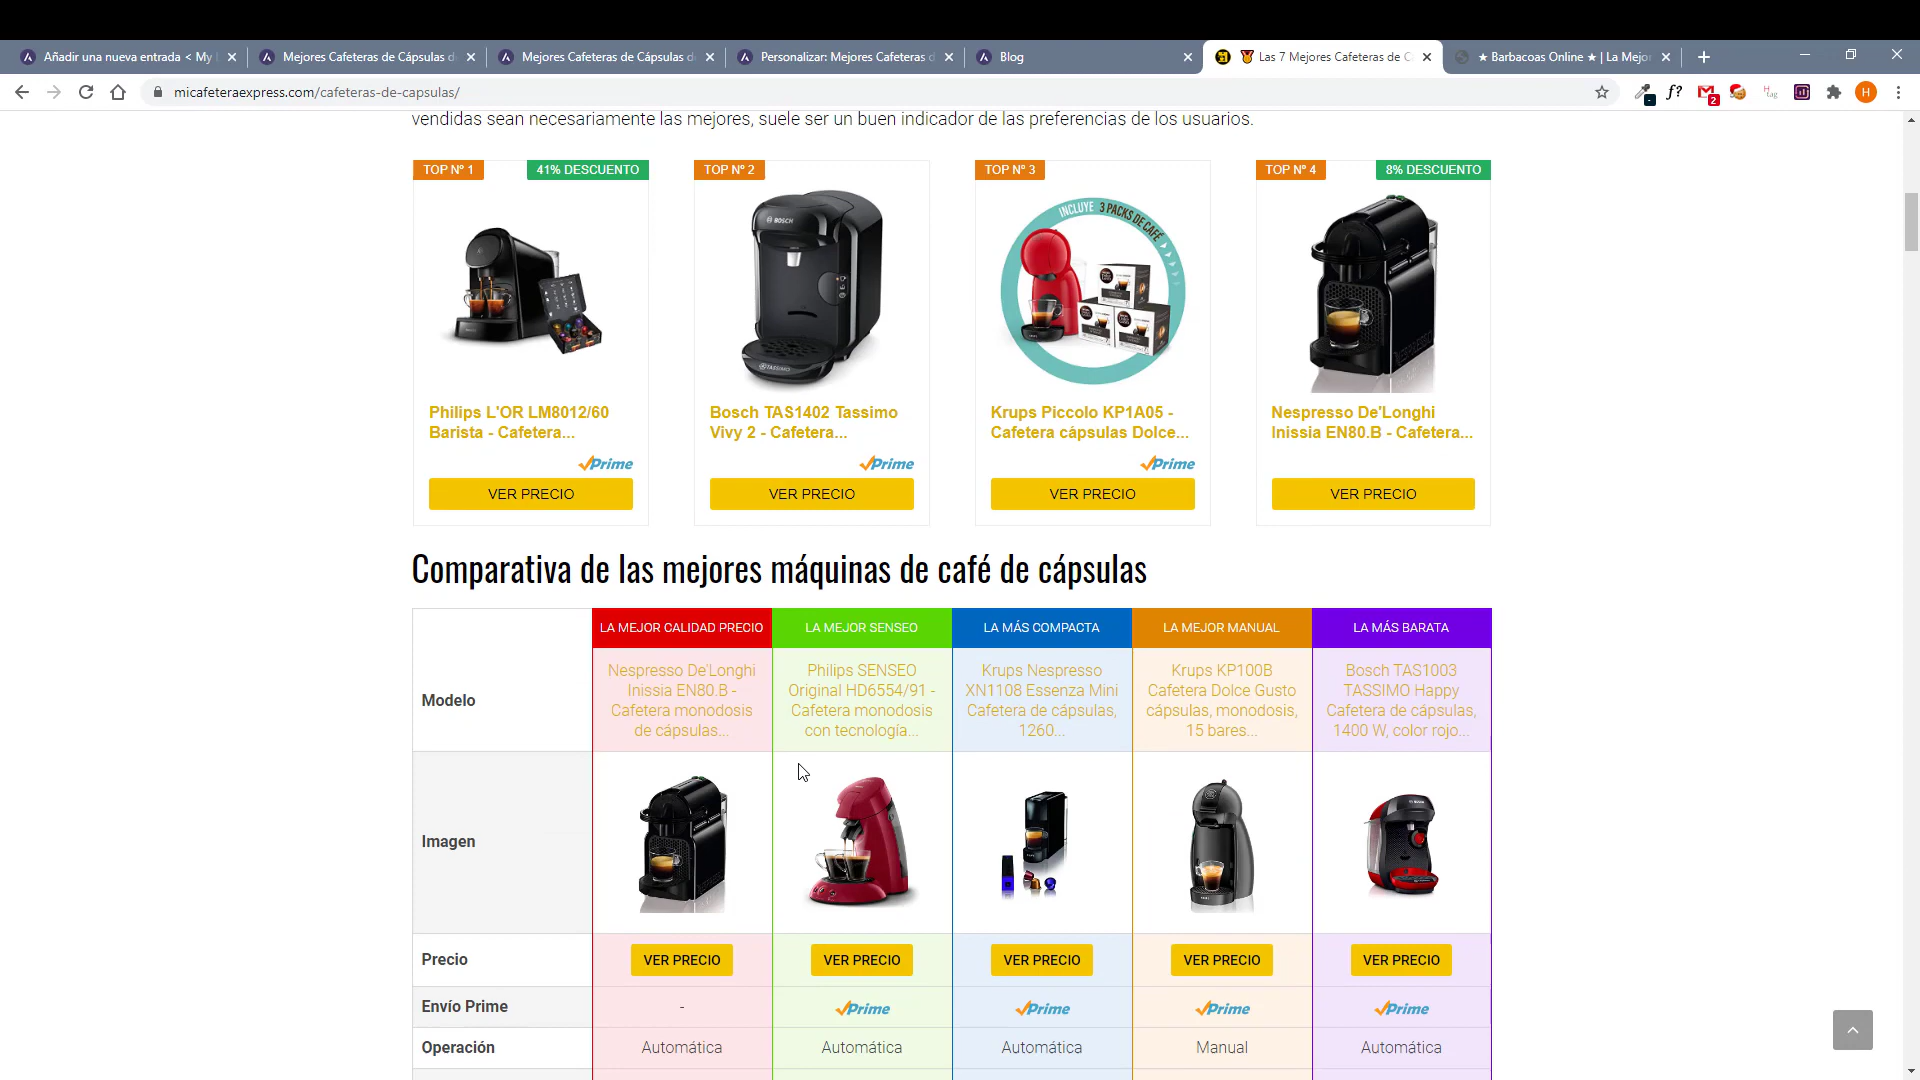 Añadir una nueva entrada < My
Mejores Cafeteras de Cápsulas d
Mejores Cafeteras de Cápsulas d
Personalizar: Mejores Cafeteras d
Blog
Las 7 Mejores Cafeteras de C
★ Barbacoas Online ★ | La Mejor
micafeteraexpress.com/cafeteras-de-capsulas/
f?
2
H
vendidas sean necesariamente las mejores, suele ser un buen indicador de las preferencias de los usuarios.
TOP Nº 1
41% DESCUENTO
TOP Nº 2
TOP Nº 3
TOP Nº 4
8% DESCUENTO
BOSCH
TASSIMO
INCLUYE 3 PACKS DE CAFÉ
Philips L'OR LM8012/60
Barista - Cafetera...
Bosch TAS1402 Tassimo
Vivy 2 - Cafetera...
Krups Piccolo KP1A05 -
Cafetera cápsulas Dolce...
Nespresso De'Longhi
Inissia EN80.B - Cafetera...
Prime
Prime
Prime
VER PRECIO
VER PRECIO
VER PRECIO
VER PRECIO
Comparativa de las mejores máquinas de café de cápsulas
LA MEJOR CALIDAD PRECIO
LA MEJOR SENSEO
LA MÁS COMPACTA
LA MEJOR MANUAL
LA MÁS BARATA
Modelo
Nespresso De'Longhi
Inissia EN80.B -
Cafetera monodosis
de cápsulas...
Philips SENSEO
Original HD6554/91 -
Cafetera monodosis
con tecnología...
Krups Nespresso
XN1108 Essenza Mini
Cafetera de cápsulas,
1260...
Krups KP100B
Cafetera Dolce Gusto
cápsulas, monodosis,
15 bares...
Bosch TAS1003
TASSIMO Happy
Cafetera de cápsulas,
1400 W, color rojo...
Imagen
Precio
VER PRECIO
VER PRECIO
VER PRECIO
VER PRECIO
VER PRECIO
Envío Prime
-
Prime
Prime
Prime
Prime
Operación
Automática
Automática
Automática
Manual
Automática